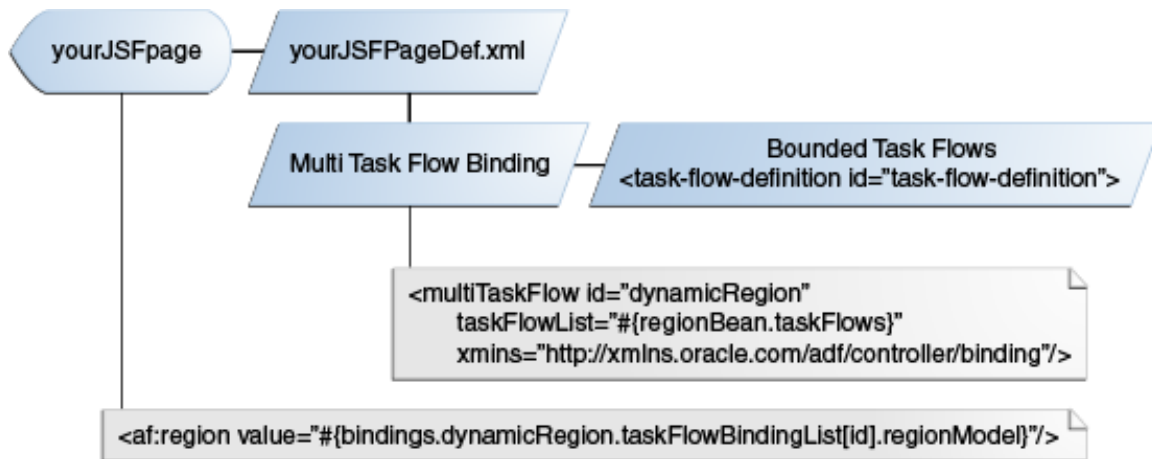 yourJSFpage
yourJSFPageDef.xml
Multi Task Flow Binding
Bounded Task Flows
<task-flow-definition id="task-flow-definition">
<multiTaskFlow id="dynamicRegion"
taskFlowList="#{regionBean.taskFlows}"
xmins="http://xmlns.oracle.com/adf/controller/binding"/>
<af:region value="#{bindings.dynamicRegion.taskFlowBindingList[id].regionModel}"/>